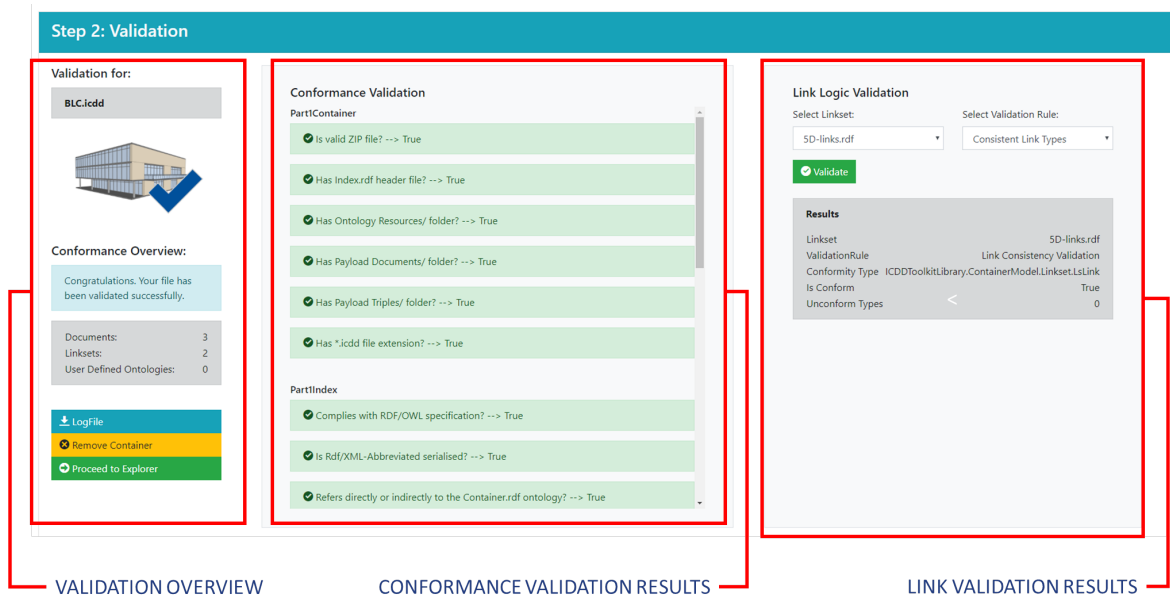 Step 2: Validation
Validation for:
BLC.icdd
Conformance Overview:
Congratulations. Your file has
been validated successfully.
Documents: 3
Linksets: 2
User Defined Ontologies: 0
LogFile
Remove Container
Proceed to Explorer
Conformance Validation
Part1Container
Is valid ZIP file? --> True
Has Index.rdf header file? --> True
Has Ontology Resources/ folder? --> True
Has Payload Documents/ folder? --> True
Has Payload Triples/ folder? --> True
Has *.icdd file extension? --> True
Part1Index
Complies with RDF/OWL specification? --> True
Is Rdf/XML-Abbreviated serialised? --> True
Refers directly or indirectly to the Container.rdf ontology? --> True
Link Logic Validation
Select Linkset: Select Validation Rule:
5D-links.rdf Consistent Link Types
Validate
Results
Linkset 5D-links.rdf
ValidationRule Link Consistency Validation
Conformity Type ICDDToolkitLibrary.ContainerModel.Linkset.LsLink
Is Conform True
Unconform Types 0
<
VALIDATION OVERVIEW CONFORMANCE VALIDATION RESULTS LINK VALIDATION RESULTS